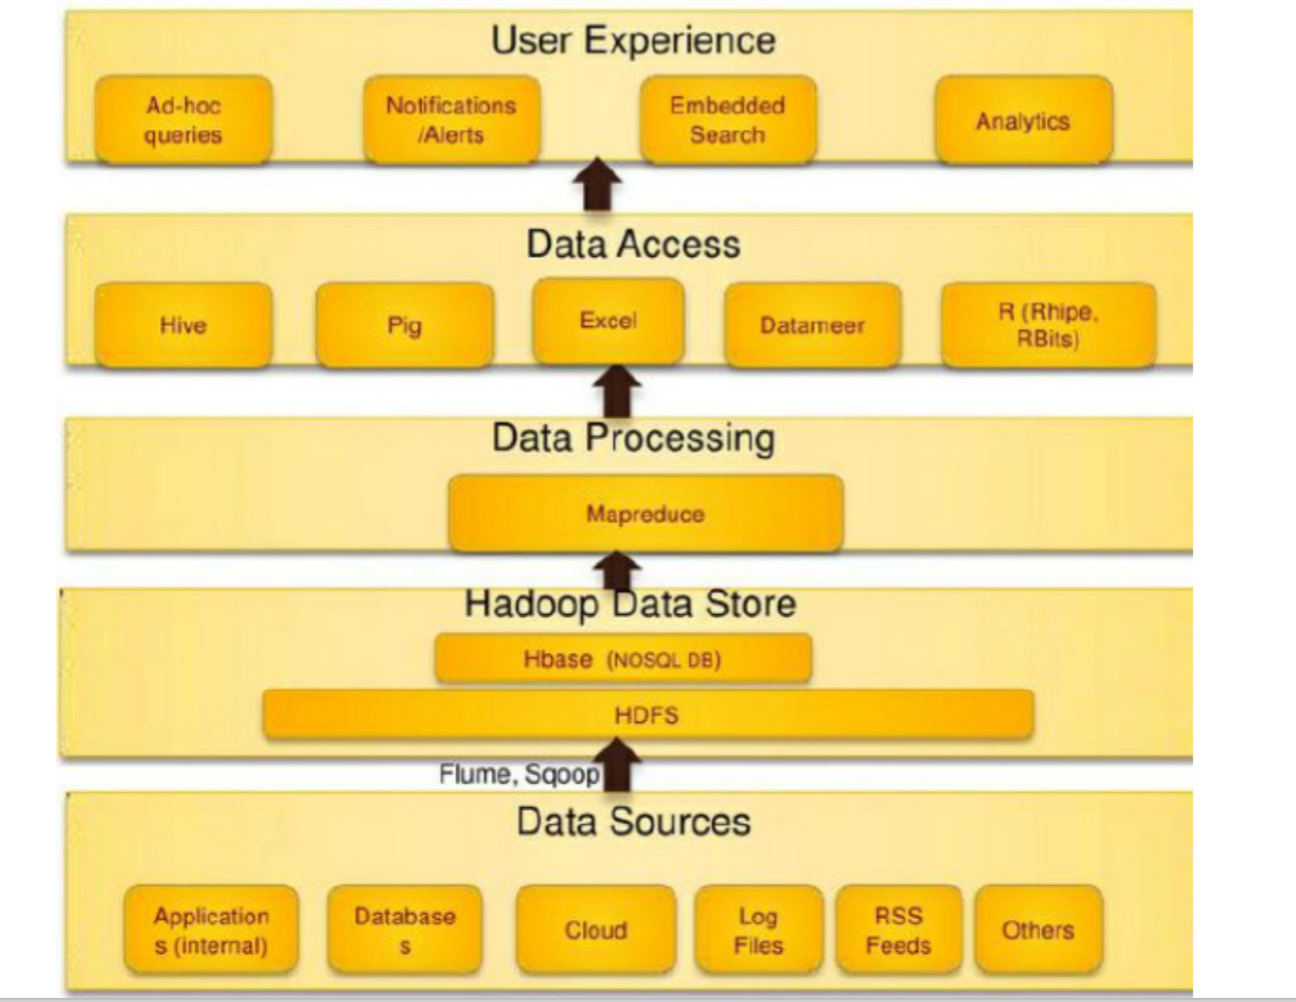 User Experience
Ad-hoc
queries
Notifications
/Alerts
Embedded
Search
Analytics
Data Access
Hive
Pig
Excel
Datameer
R (Rhipe,
RBits)
Data Processing
Mapreduce
Hadoop Data Store
Hbase (NOSQL DB)
HDFS
Flume, Sqoop
Data Sources
Application
s (internal)
Database
s
Cloud
Log
Files
RSS
Feeds
Others